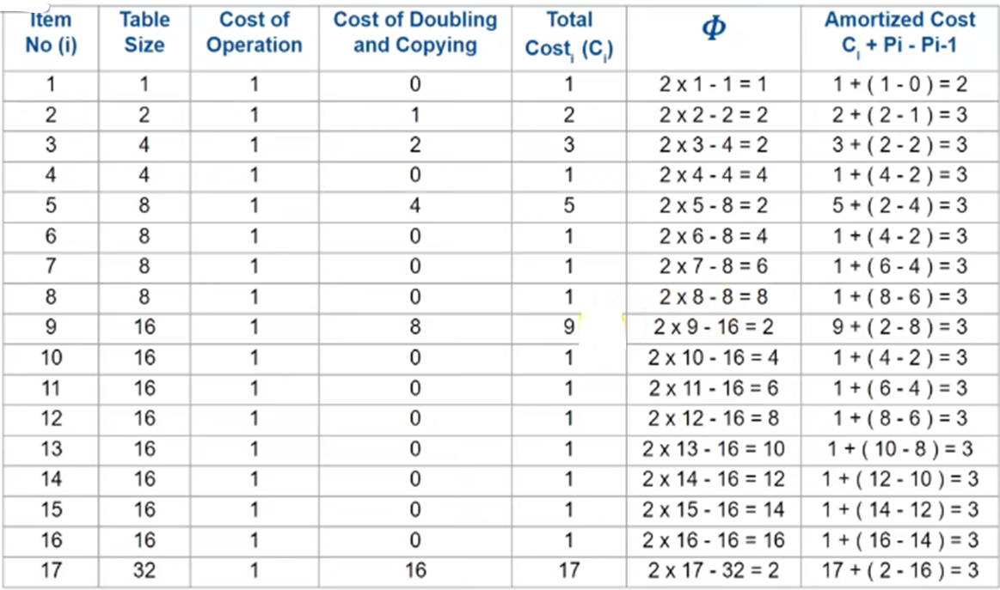 Item No (i) Table Size Cost of Operation Cost of Doubling and Copying Total Cost_i (C_i) Φ Amortized Cost C_i + Pi - Pi-1
1 1 1 0 1 2 x 1 - 1 = 1 1 + ( 1 - 0 ) = 2
2 2 1 1 2 2 x 2 - 2 = 2 2 + ( 2 - 1 ) = 3
3 4 1 2 3 2 x 3 - 4 = 2 3 + ( 2 - 2 ) = 3
4 4 1 0 1 2 x 4 - 4 = 4 1 + ( 4 - 2 ) = 3
5 8 1 4 5 2 x 5 - 8 = 2 5 + ( 2 - 4 ) = 3
6 8 1 0 1 2 x 6 - 8 = 4 1 + ( 4 - 2 ) = 3
7 8 1 0 1 2 x 7 - 8 = 6 1 + ( 6 - 4 ) = 3
8 8 1 0 1 2 x 8 - 8 = 8 1 + ( 8 - 6 ) = 3
9 16 1 8 9 2 x 9 - 16 = 2 9 + ( 2 - 8 ) = 3
10 16 1 0 1 2 x 10 - 16 = 4 1 + ( 4 - 2 ) = 3
11 16 1 0 1 2 x 11 - 16 = 6 1 + ( 6 - 4 ) = 3
12 16 1 0 1 2 x 12 - 16 = 8 1 + ( 8 - 6 ) = 3
13 16 1 0 1 2 x 13 - 16 = 10 1 + ( 10 - 8 ) = 3
14 16 1 0 1 2 x 14 - 16 = 12 1 + ( 12 - 10 ) = 3
15 16 1 0 1 2 x 15 - 16 = 14 1 + ( 14 - 12 ) = 3
16 16 1 0 1 2 x 16 - 16 = 16 1 + ( 16 - 14 ) = 3
17 32 1 16 17 2 x 17 - 32 = 2 17 + ( 2 - 16 ) = 3